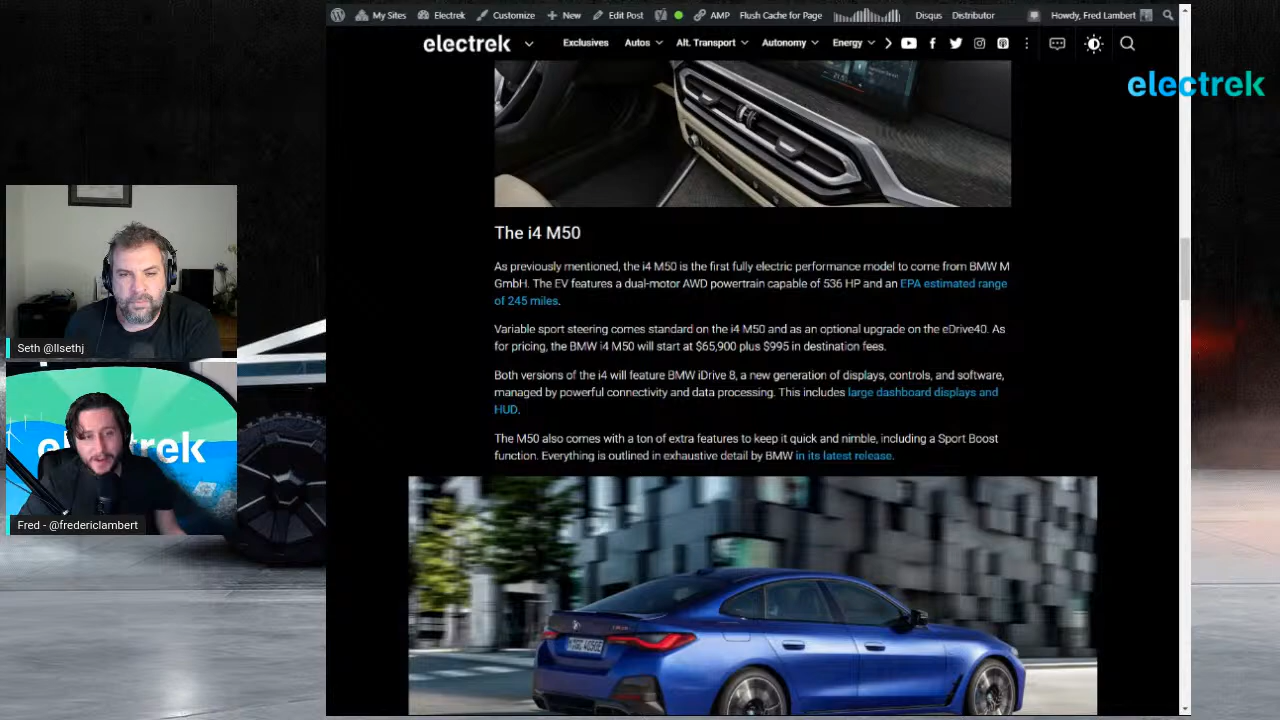 My Sites Electrek Customize New Edit Post AMP Flush Cache for Page Disqus Distributor Howdy, Fred Lambert
electrek Exclusives Autos Alt. Transport Autonomy Energy
electrek
The i4 M50
As previously mentioned, the i4 M50 is the first fully electric performance model to come from BMW M
GmbH. The EV features a dual-motor AWD powertrain capable of 536 HP and an EPA estimated range
of 245 miles.
Variable sport steering comes standard on the i4 M50 and as an optional upgrade on the eDrive40. As
for pricing, the BMW i4 M50 will start at $65,900 plus $995 in destination fees.
Both versions of the i4 will feature BMW iDrive 8, a new generation of displays, controls, and software,
managed by powerful connectivity and data processing. This includes large dashboard displays and
HUD.
The M50 also comes with a ton of extra features to keep it quick and nimble, including a Sport Boost
function. Everything is outlined in exhaustive detail by BMW in its latest release.
Seth @llsethj
Fred - @fredericlambert